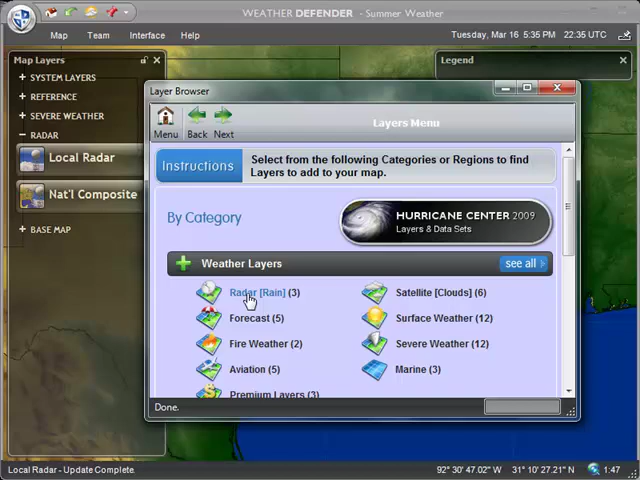 WEATHER DEFENDER - Summer Weather
Map Team Interface Help Tuesday, Mar 16 5:35 PM 22:35 UTC
Map Layers
Legend
SYSTEM LAYERS
REFERENCE
SEVERE WEATHER
RADAR
Local Radar
Nat'l Composite
BASE MAP
Layer Browser
Menu Back Next
Layers Menu
Instructions
Select from the following Categories or Regions to find
Layers to add to your map.
By Category
HURRICANE CENTER 2009
Layers & Data Sets
Weather Layers see all
Radar [Rain] (3) Satellite [Clouds] (6)
Forecast (5) Surface Weather (12)
Fire Weather (2) Severe Weather (12)
Aviation (5) Marine (3)
Premium Layers (3)
Done.
Local Radar - Update Complete. 92° 30' 47.02" W 31° 10' 27.21" N 1:47